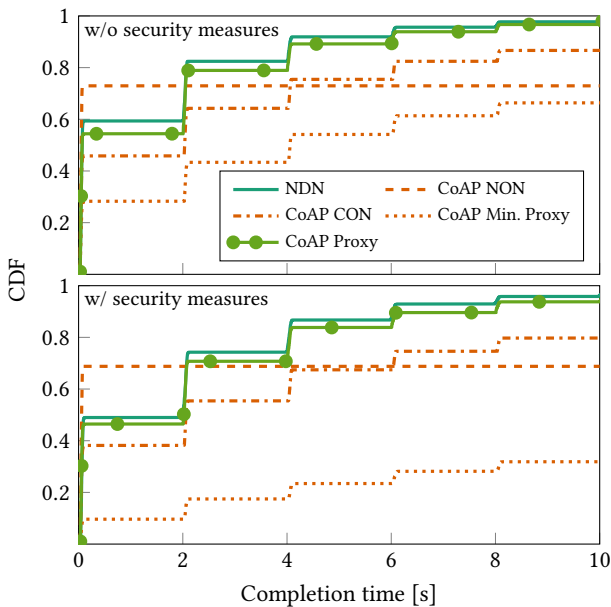 1
w/o security measures
0.8
0.6
0.4
NDN
CoAP NON
CoAP CON
CoAP Min. Proxy
0.2
CoAP Proxy
CDF
1
w/ security measures
0.8
0.6
0.4
0.2
0 2 4 6 8 10
Completion time [s]